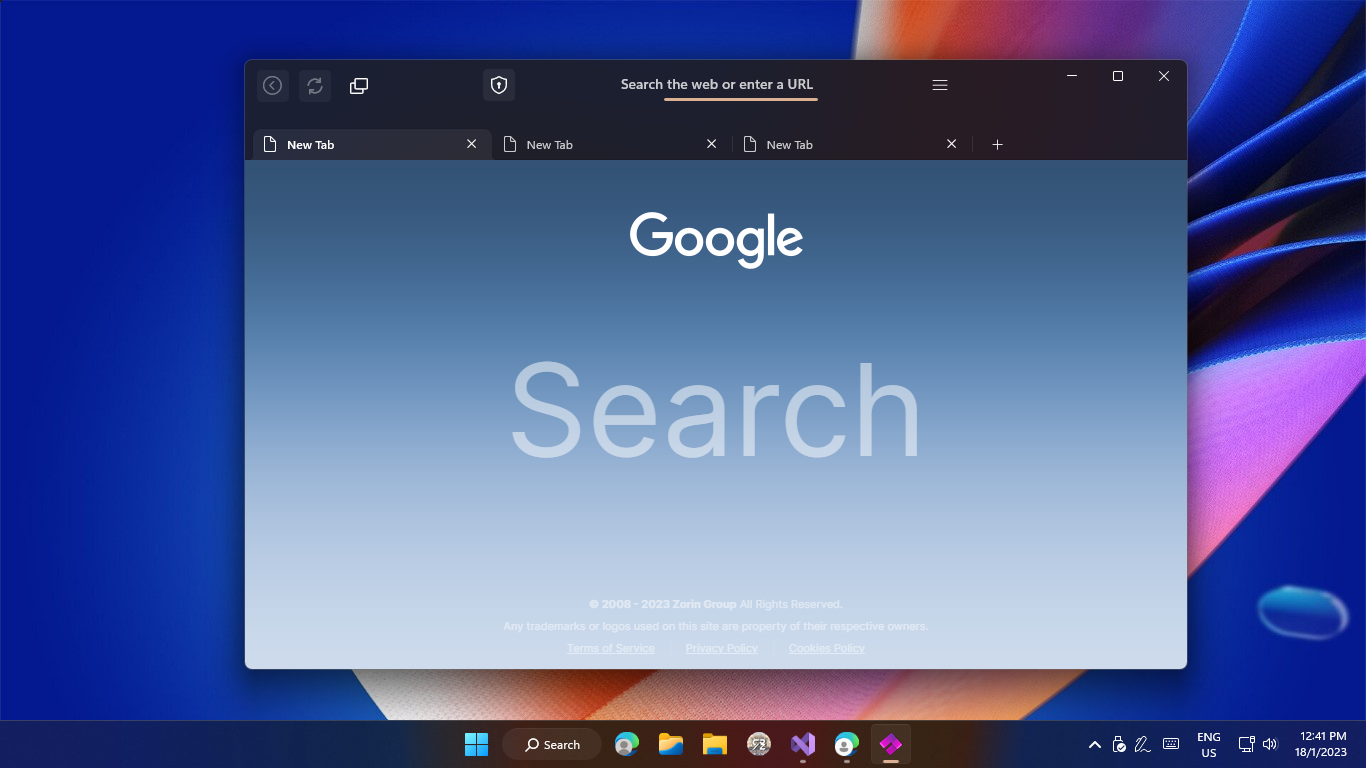 Search the web or enter a URL
New Tab
New Tab
New Tab
Google
Search
© 2008 - 2023 Zorin Group All Rights Reserved.
Any trademarks or logos used on this site are property of their respective owners.
Terms of Service
Privacy Policy
Cookies Policy
Search
ENG
US
12:41 PM
18/1/2023